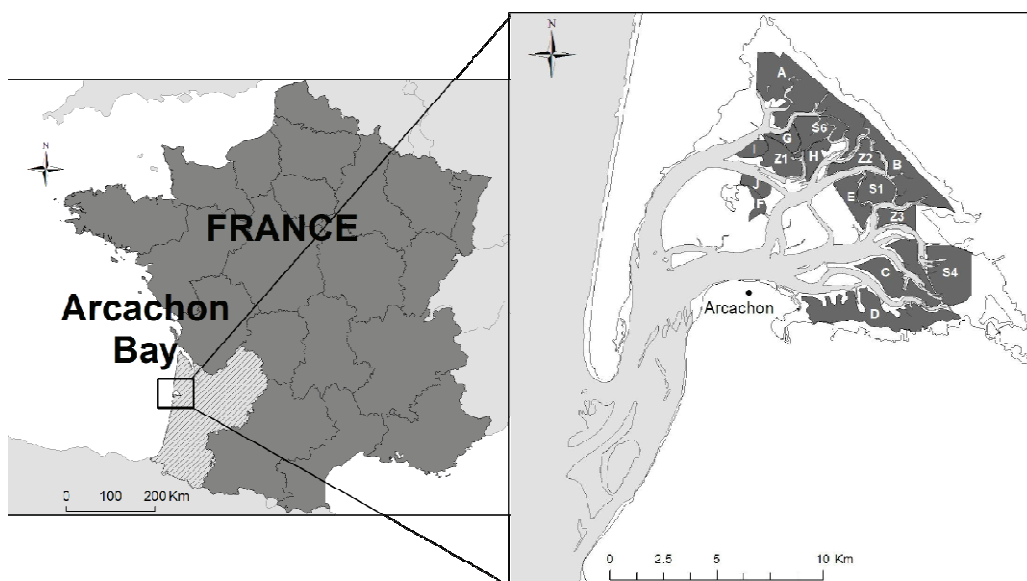 N
FRANCE
Arcachon
Bay
0 100 200 Km
N
A
S6
G
I
Z1
H
Z2
B
E
S1
F
Z3
C
S4
D
Arcachon
0 2.5 5 10 Km